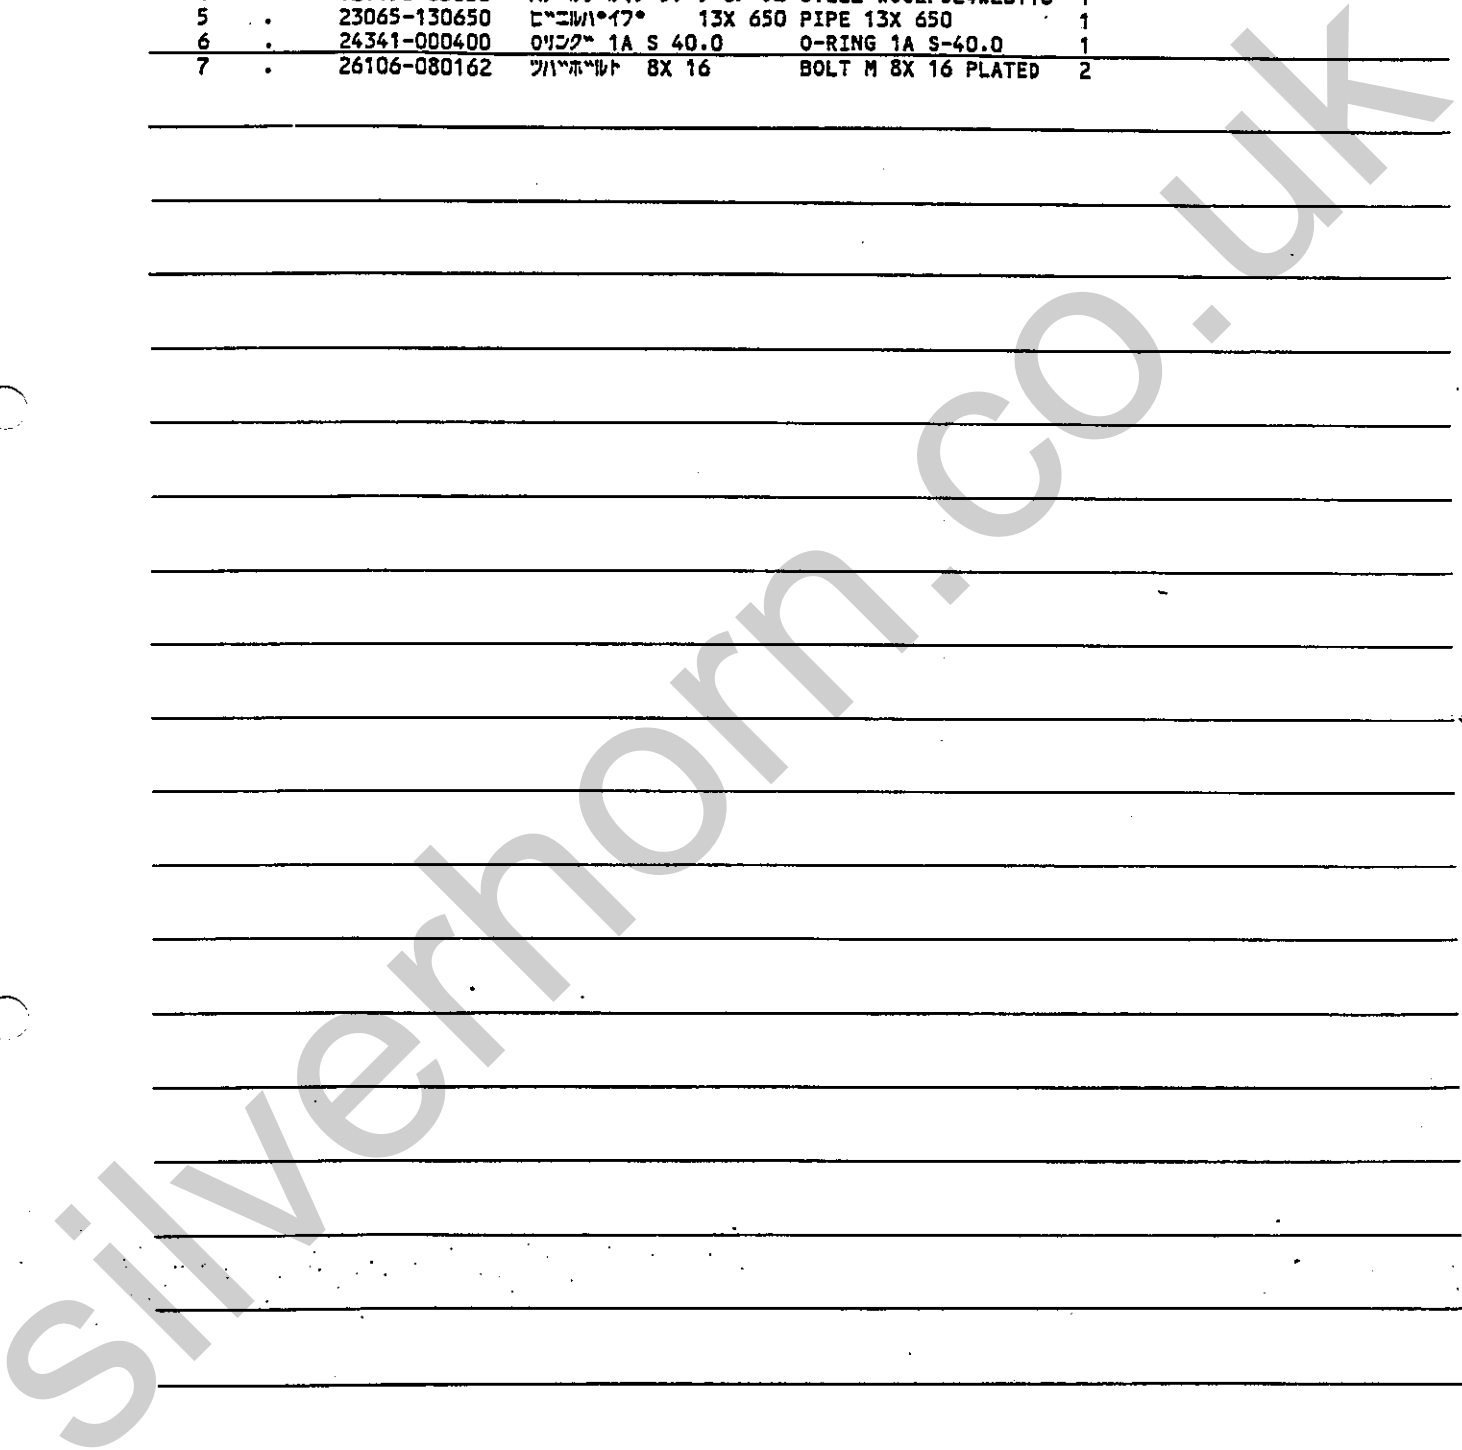 5 . 23065-130650 ビニルパイプ 13X 650 PIPE 13X 650 1
6 . 24341-000400 Oリング 1A S 40.0 O-RING 1A S-40.0 1
7 . 26106-080162 ツバボルト 8X 16 BOLT M 8X 16 PLATED 2
silverhorn.co.uk